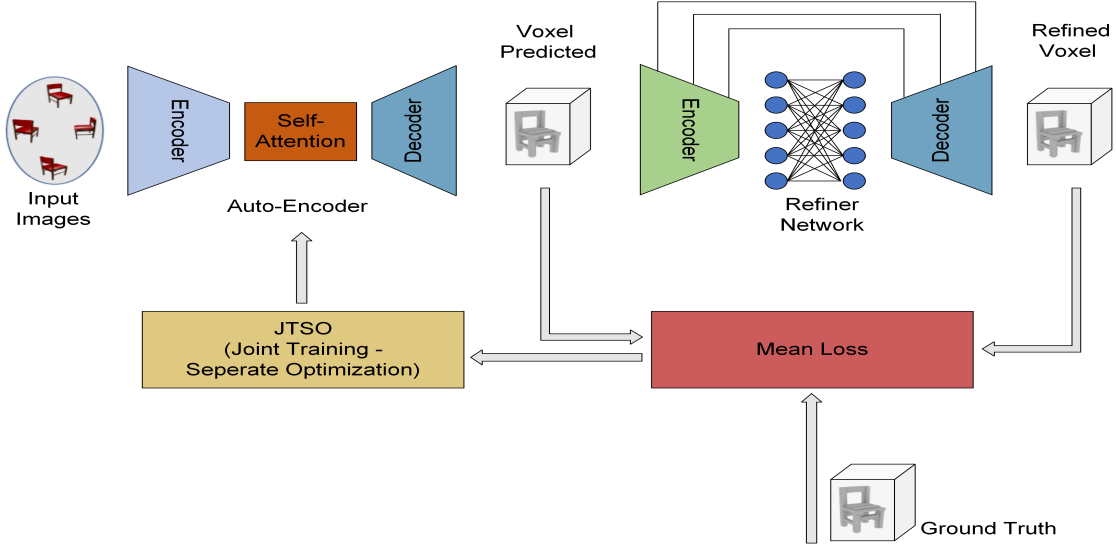 Voxel
Predicted
Refined
Voxel
Encoder
Self-
Attention
Decoder
Encoder
Decoder
Input
Images
Auto-Encoder
Refiner
Network
JTSO
(Joint Training -
Seperate Optimization)
Mean Loss
Ground Truth